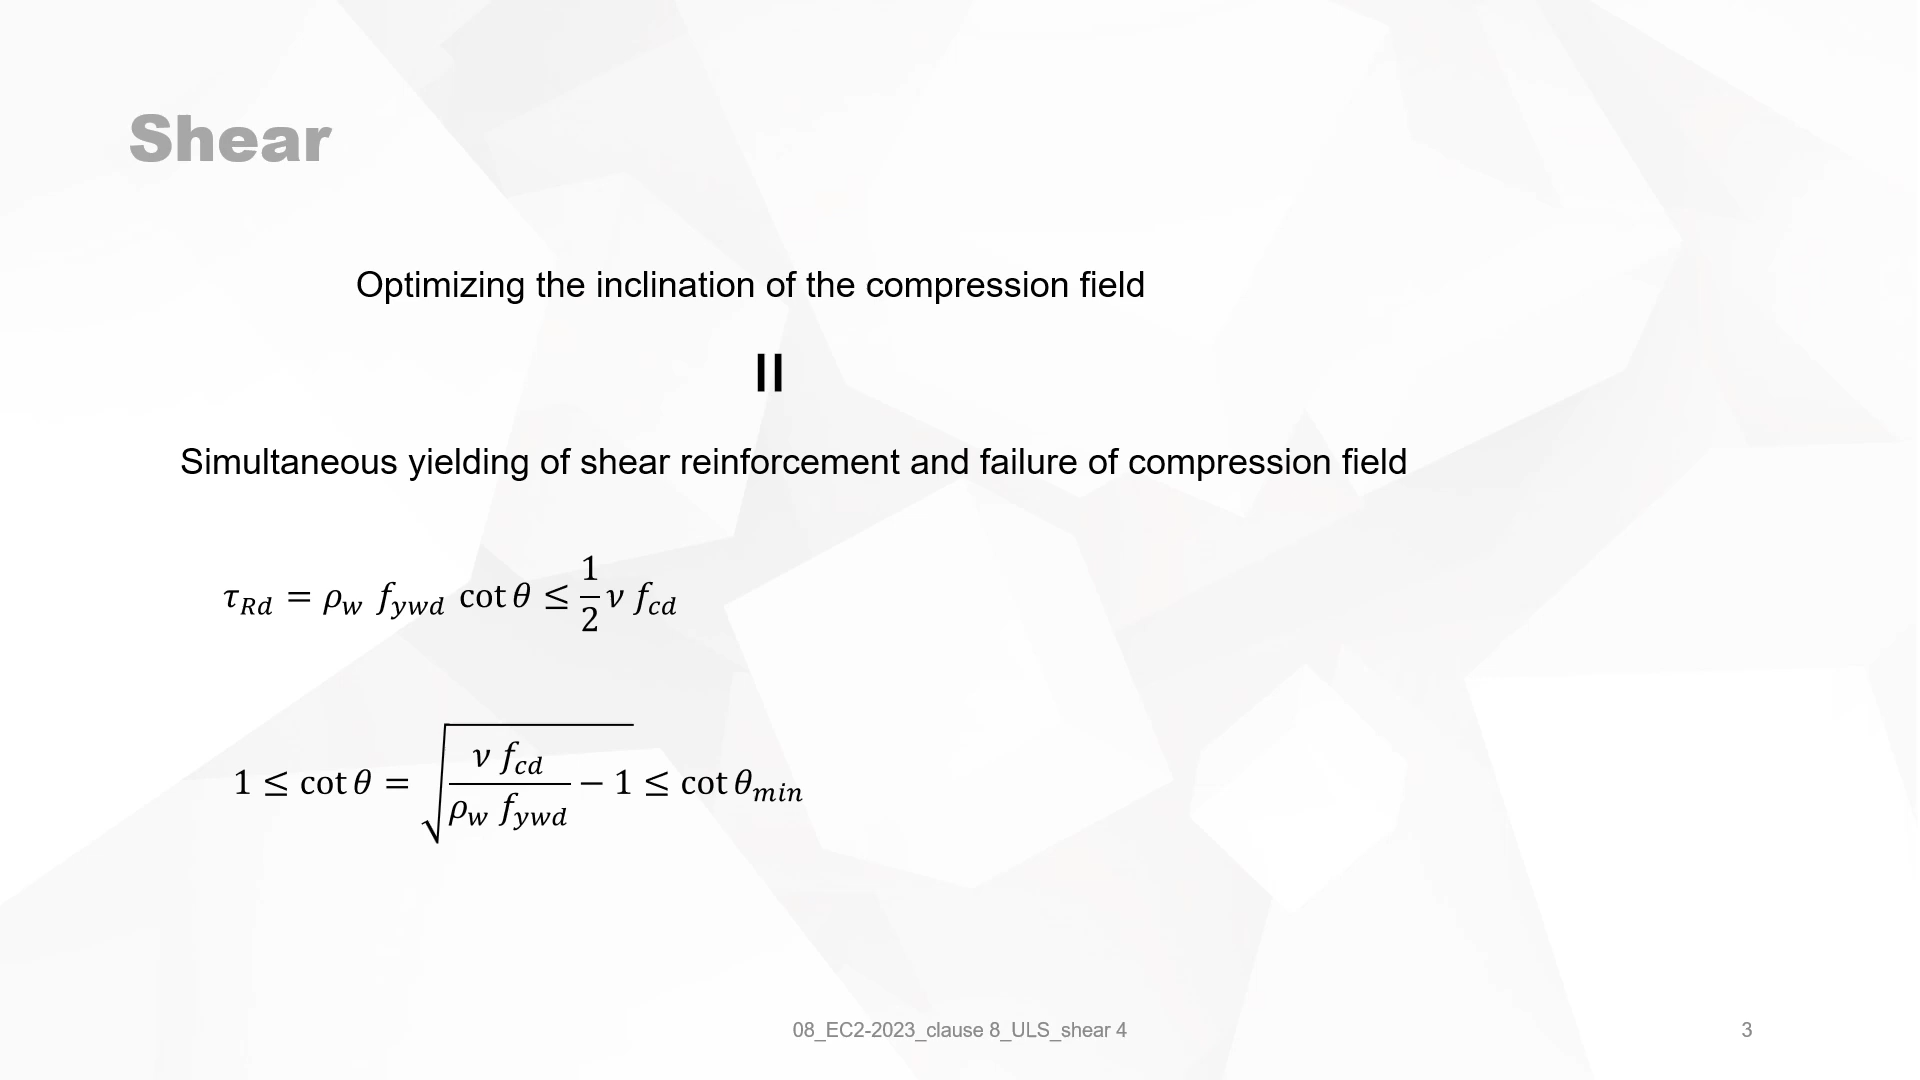 Shear
Optimizing the inclination of the compression field
=
Simultaneous yielding of shear reinforcement and failure of compression field
τ_Rd = ρ_w f_ywd cot θ ≤ 1/2 ν f_cd
1 ≤ cot θ = √(ν f_cd / ρ_w f_ywd − 1) ≤ cot θ_min
08_EC2-2023_clause 8_ULS_shear 4
3